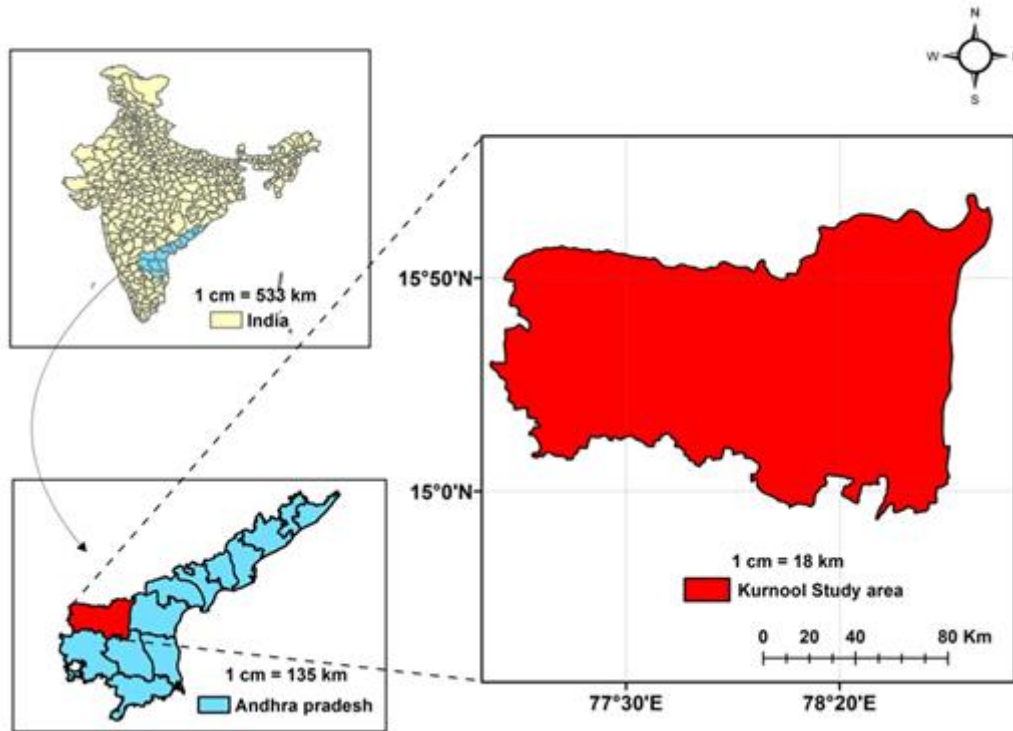 N
W
S
1 cm = 533 km
India
15°50'N
15°0'N
1 cm = 18 km
Kurnool Study area
0 20 40 80 Km
77°30'E
78°20'E
1 cm = 135 km
Andhra pradesh